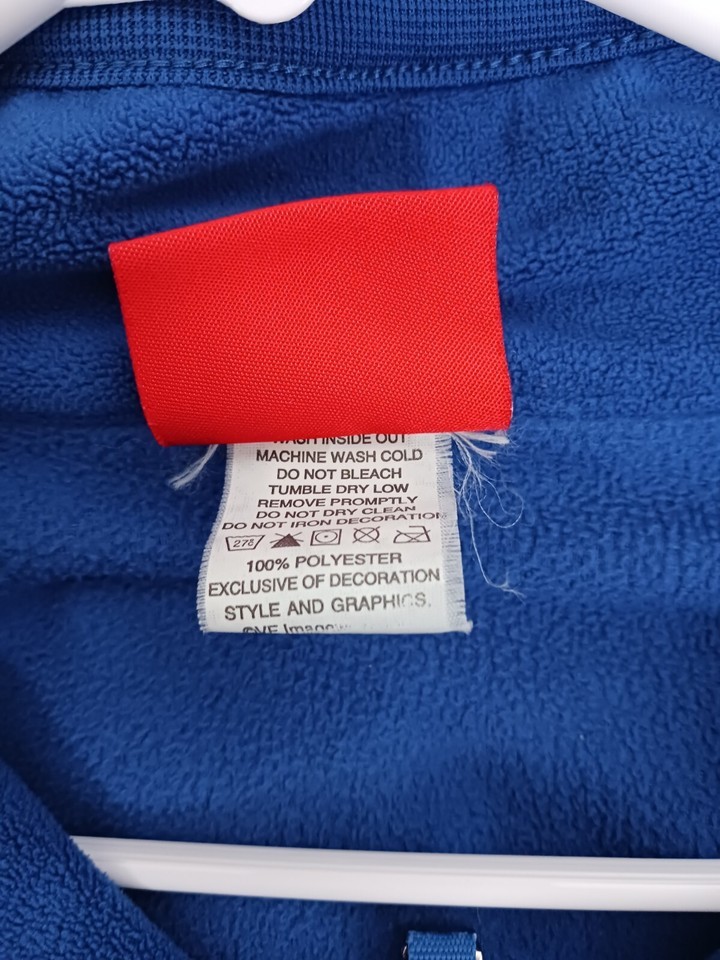 WASH INSIDE OUT
MACHINE WASH COLD
DO NOT BLEACH
TUMBLE DRY LOW
REMOVE PROMPTLY
DO NOT DRY CLEAN
DO NOT IRON DECORATION
100% POLYESTER
EXCLUSIVE OF DECORATION
STYLE AND GRAPHICS.
©VF